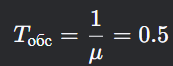 T_обс = 1/μ = 0.5